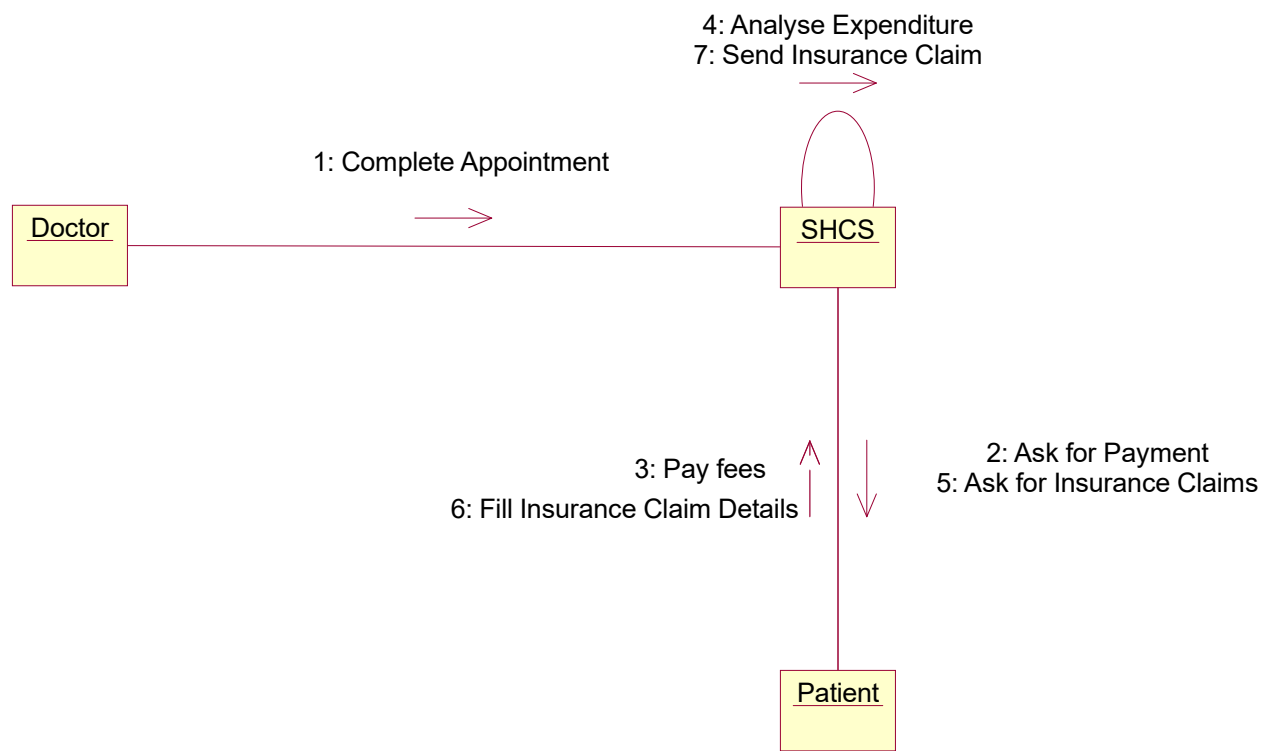 4: Analyse Expenditure
7: Send Insurance Claim
1: Complete Appointment
Doctor
SHCS
3: Pay fees
6: Fill Insurance Claim Details
2: Ask for Payment
5: Ask for Insurance Claims
Patient